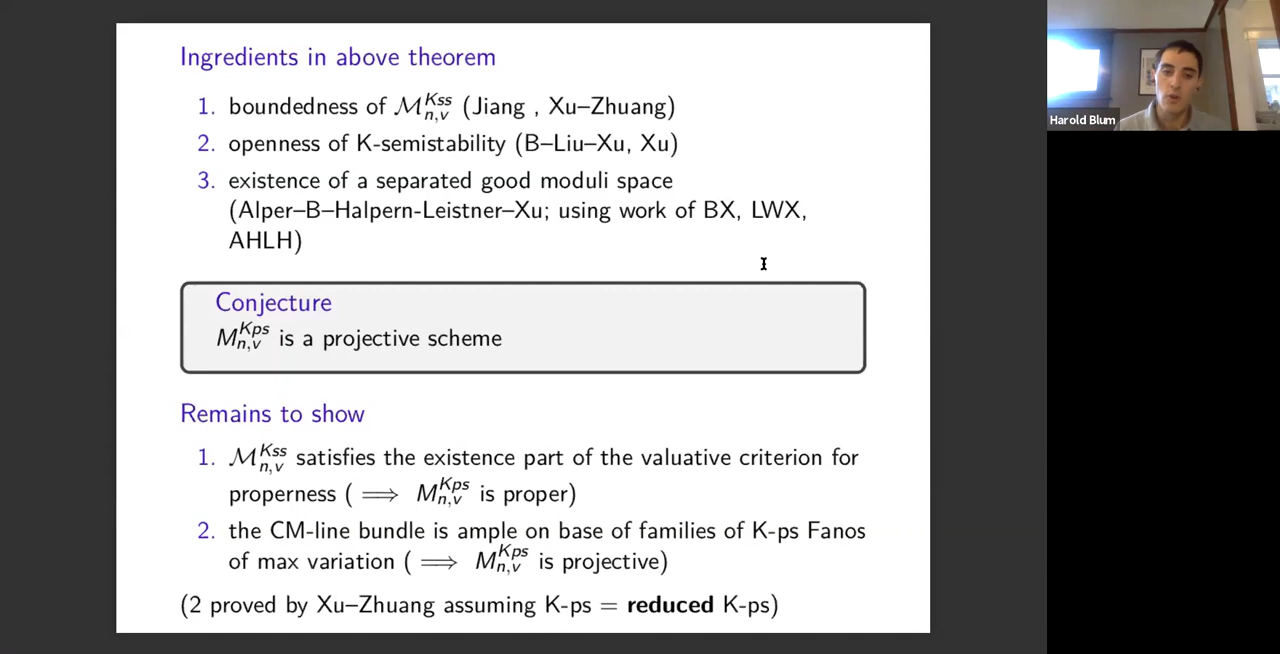 Ingredients in above theorem
1. boundedness of $\mathcal{M}^{Kss}_{n,v}$ (Jiang , Xu–Zhuang)
2. openness of K-semistability (B–Liu–Xu, Xu)
3. existence of a separated good moduli space
(Alper–B–Halpern-Leistner–Xu; using work of BX, LWX,
AHLH)
Conjecture
$M^{Kps}_{n,v}$ is a projective scheme
Remains to show
1. $\mathcal{M}^{Kss}_{n,v}$ satisfies the existence part of the valuative criterion for
properness ( $\Longrightarrow$ $M^{Kps}_{n,v}$ is proper)
2. the CM-line bundle is ample on base of families of K-ps Fanos
of max variation ( $\Longrightarrow$ $M^{Kps}_{n,v}$ is projective)
(2 proved by Xu–Zhuang assuming K-ps = reduced K-ps)
Harold Blum